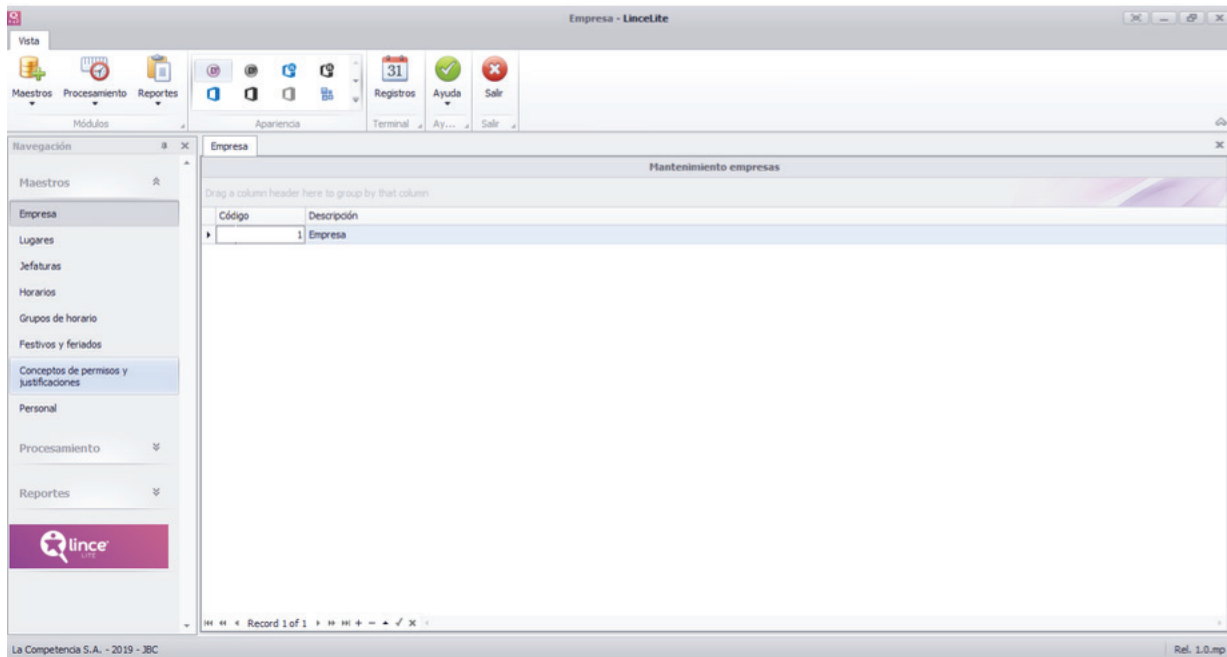 Empresa - LinceLite
Vista
Maestros Procesamiento Reportes
31
Registros Ayuda Salir
Módulos Apariencia Terminal Ay... Salir
Navegación
Empresa
Mantenimiento empresas
Maestros
Drag a column header here to group by that column
Empresa
Código Descripción
1 Empresa
Lugares
Jefaturas
Horarios
Grupos de horario
Festivos y feriados
Conceptos de permisos y
justificaciones
Personal
Procesamiento
Reportes
lince
LITE
Record 1 of 1
La Competencia S.A. - 2019 - JBC Rel. 1.0.mp